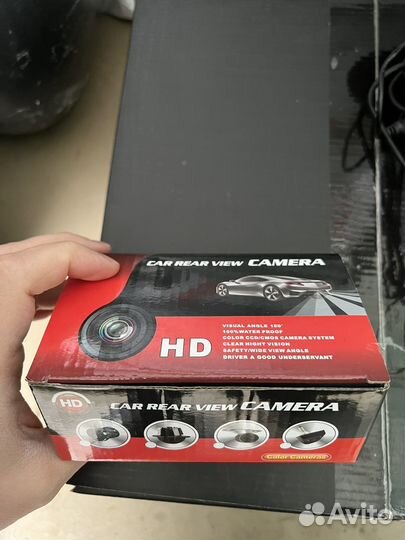 CAR REAR VIEW CAMERA
HD
VISUAL ANGLE 180°
100%WATER PROOF
COLOR CCD/CMOS CAMERA SYSTEM
CLEAR NIGHT VISION
SAFETY/WIDE VIEW ANGLE
DRIVER A GOOD UNDERSERVANT
HD
CAR REAR VIEW CAMERA
Color Cameras
Avito